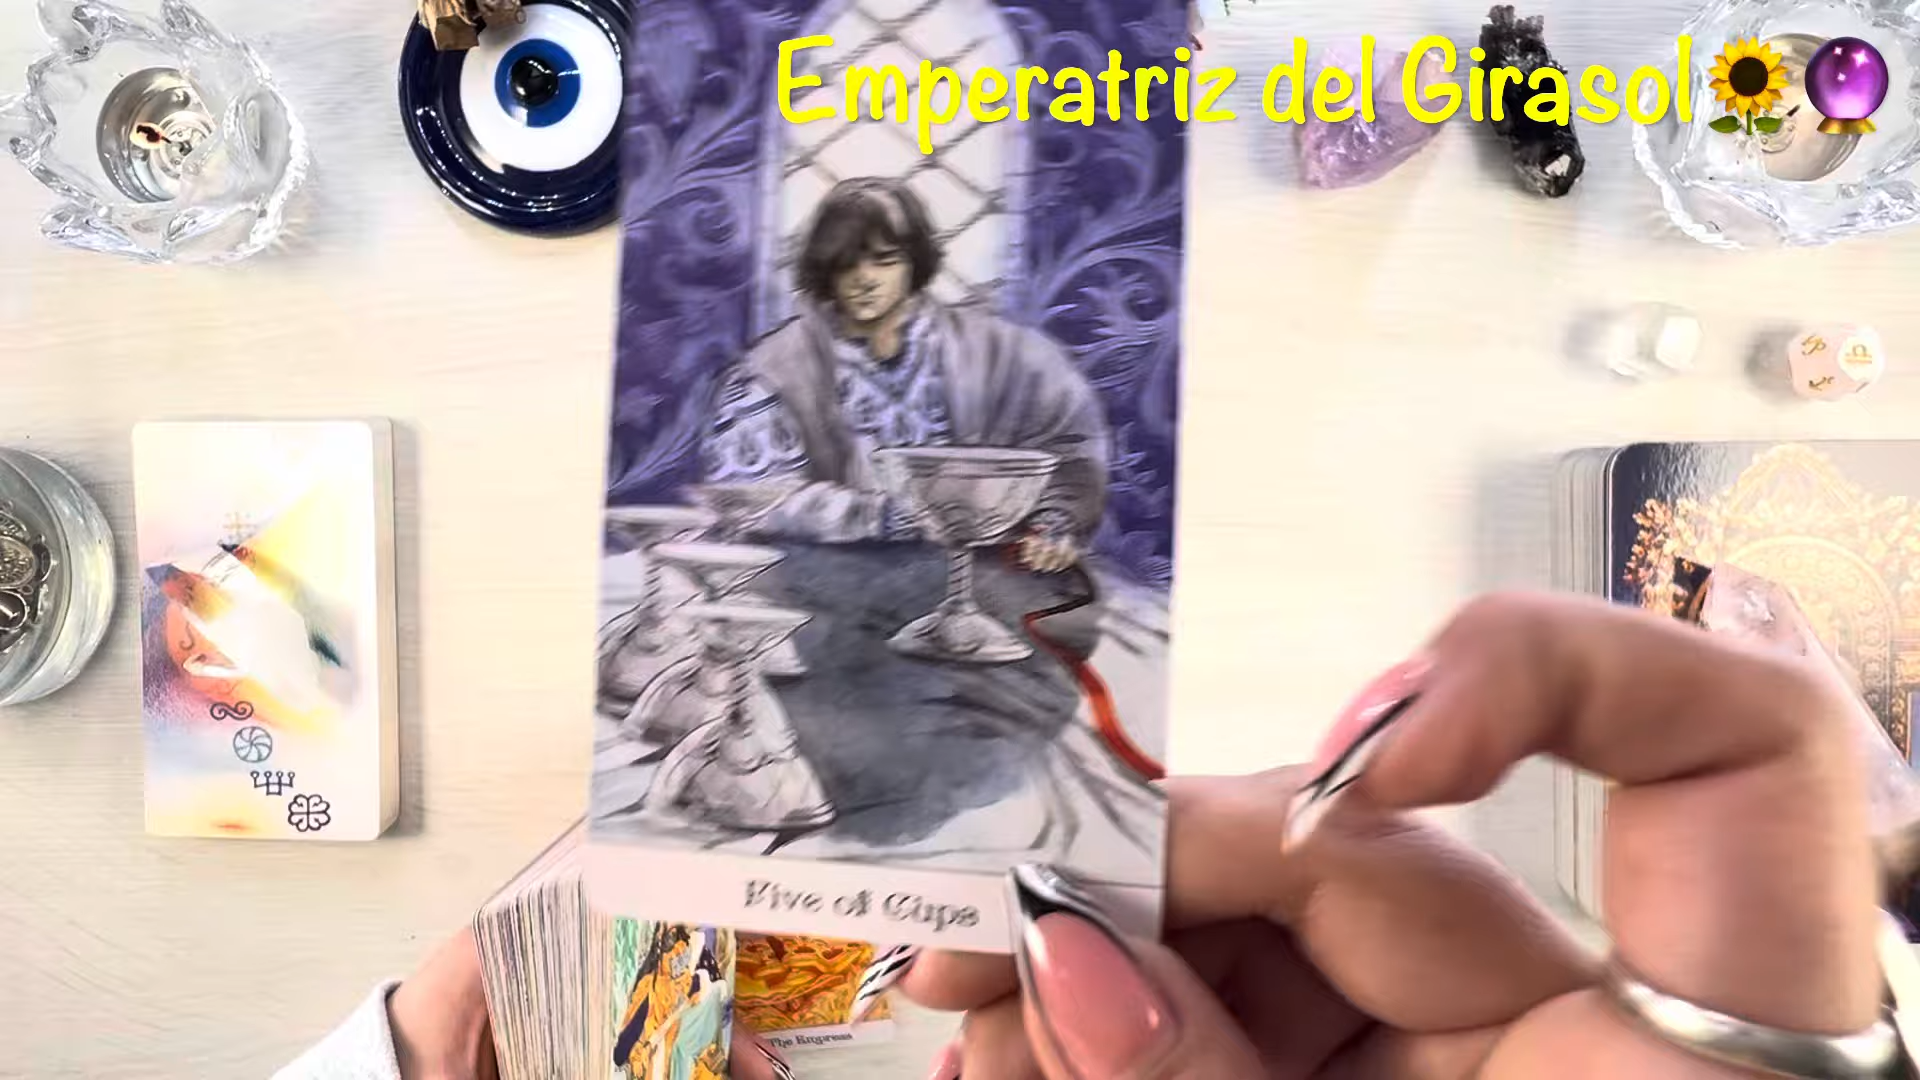 Emperatriz del Girasol🌻🔮
Five of Cups
The Empress